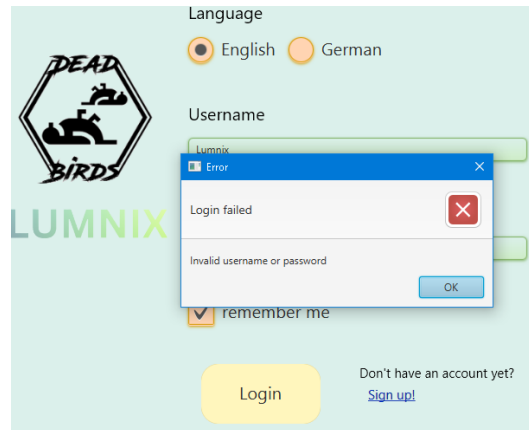 Language
English
German
DEAD
BIRDS
LUMNIX
Username
Lumnix
Error
Login failed
Invalid username or password
OK
remember me
Login
Don't have an account yet?
Sign up!